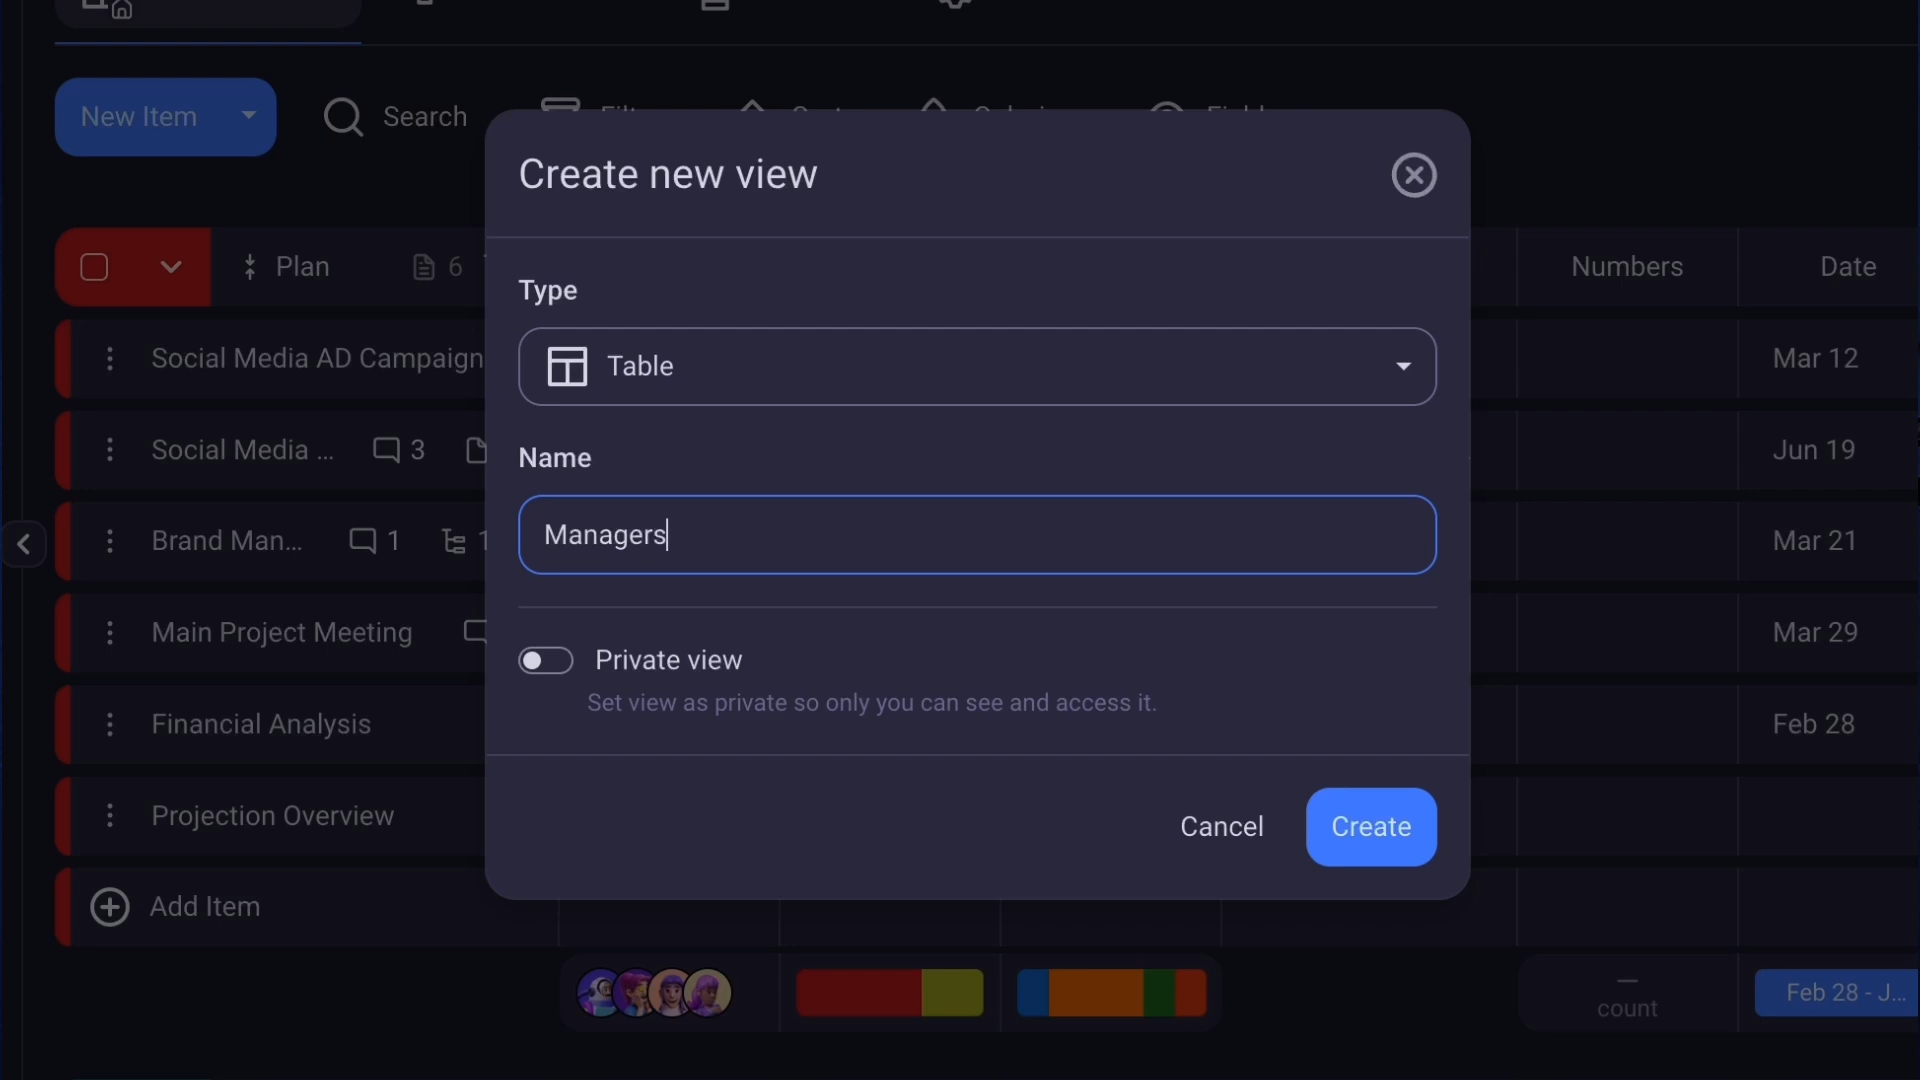 New Item
Search
Create new view
Plan
6
Numbers
Date
Type
Table
Social Media AD Campaign
Mar 12
Social Media ...
3
Jun 19
Name
Managers
Brand Man...
1
1
Mar 21
Main Project Meeting
Mar 29
Private view
Set view as private so only you can see and access it.
Financial Analysis
Feb 28
Projection Overview
Cancel
Create
Add Item
count
Feb 28 - J...